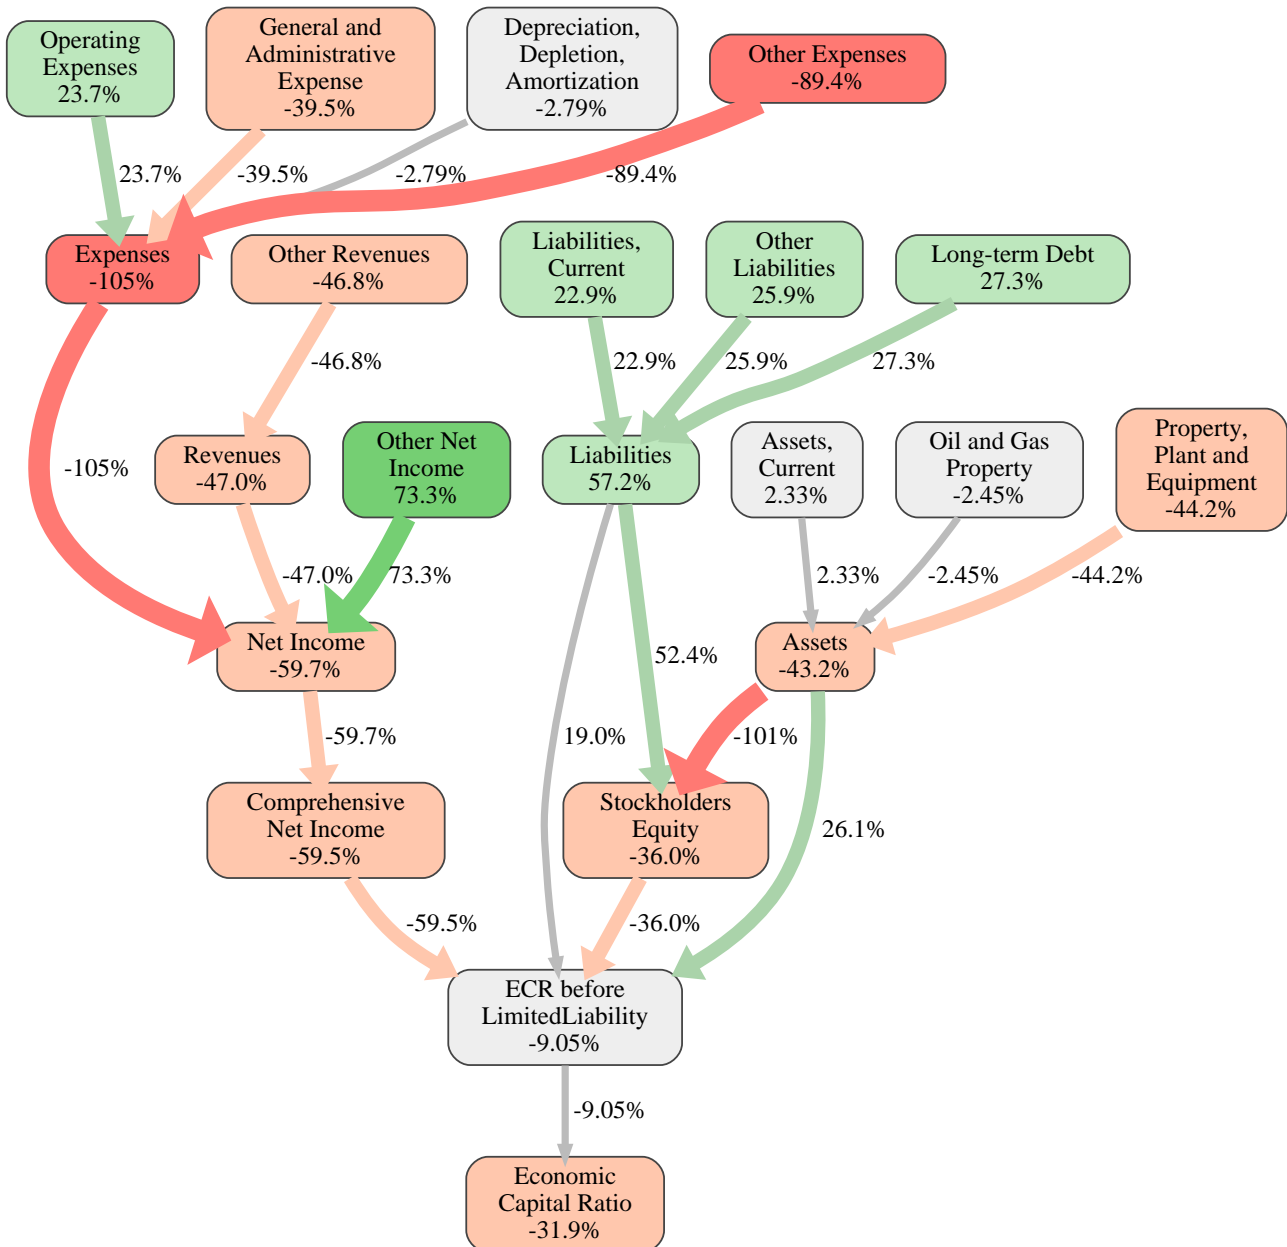 Operating
Expenses
23.7%
General and
Administrative
Expense
-39.5%
Depreciation,
Depletion,
Amortization
-2.79%
Other Expenses
-89.4%
23.7%
-39.5%
-2.79%
-89.4%
Expenses
-105%
Other Revenues
-46.8%
Liabilities,
Current
22.9%
Other
Liabilities
25.9%
Long-term Debt
27.3%
-46.8%
22.9%
25.9%
27.3%
-105%
Revenues
-47.0%
Other Net
Income
73.3%
Liabilities
57.2%
Assets,
Current
2.33%
Oil and Gas
Property
-2.45%
Property,
Plant and
Equipment
-44.2%
-47.0%
73.3%
2.33%
-2.45%
-44.2%
Net Income
-59.7%
52.4%
Assets
-43.2%
-59.7%
19.0%
-101%
Comprehensive
Net Income
-59.5%
Stockholders
Equity
-36.0%
26.1%
-59.5%
-36.0%
ECR before
LimitedLiability
-9.05%
-9.05%
Economic
Capital Ratio
-31.9%